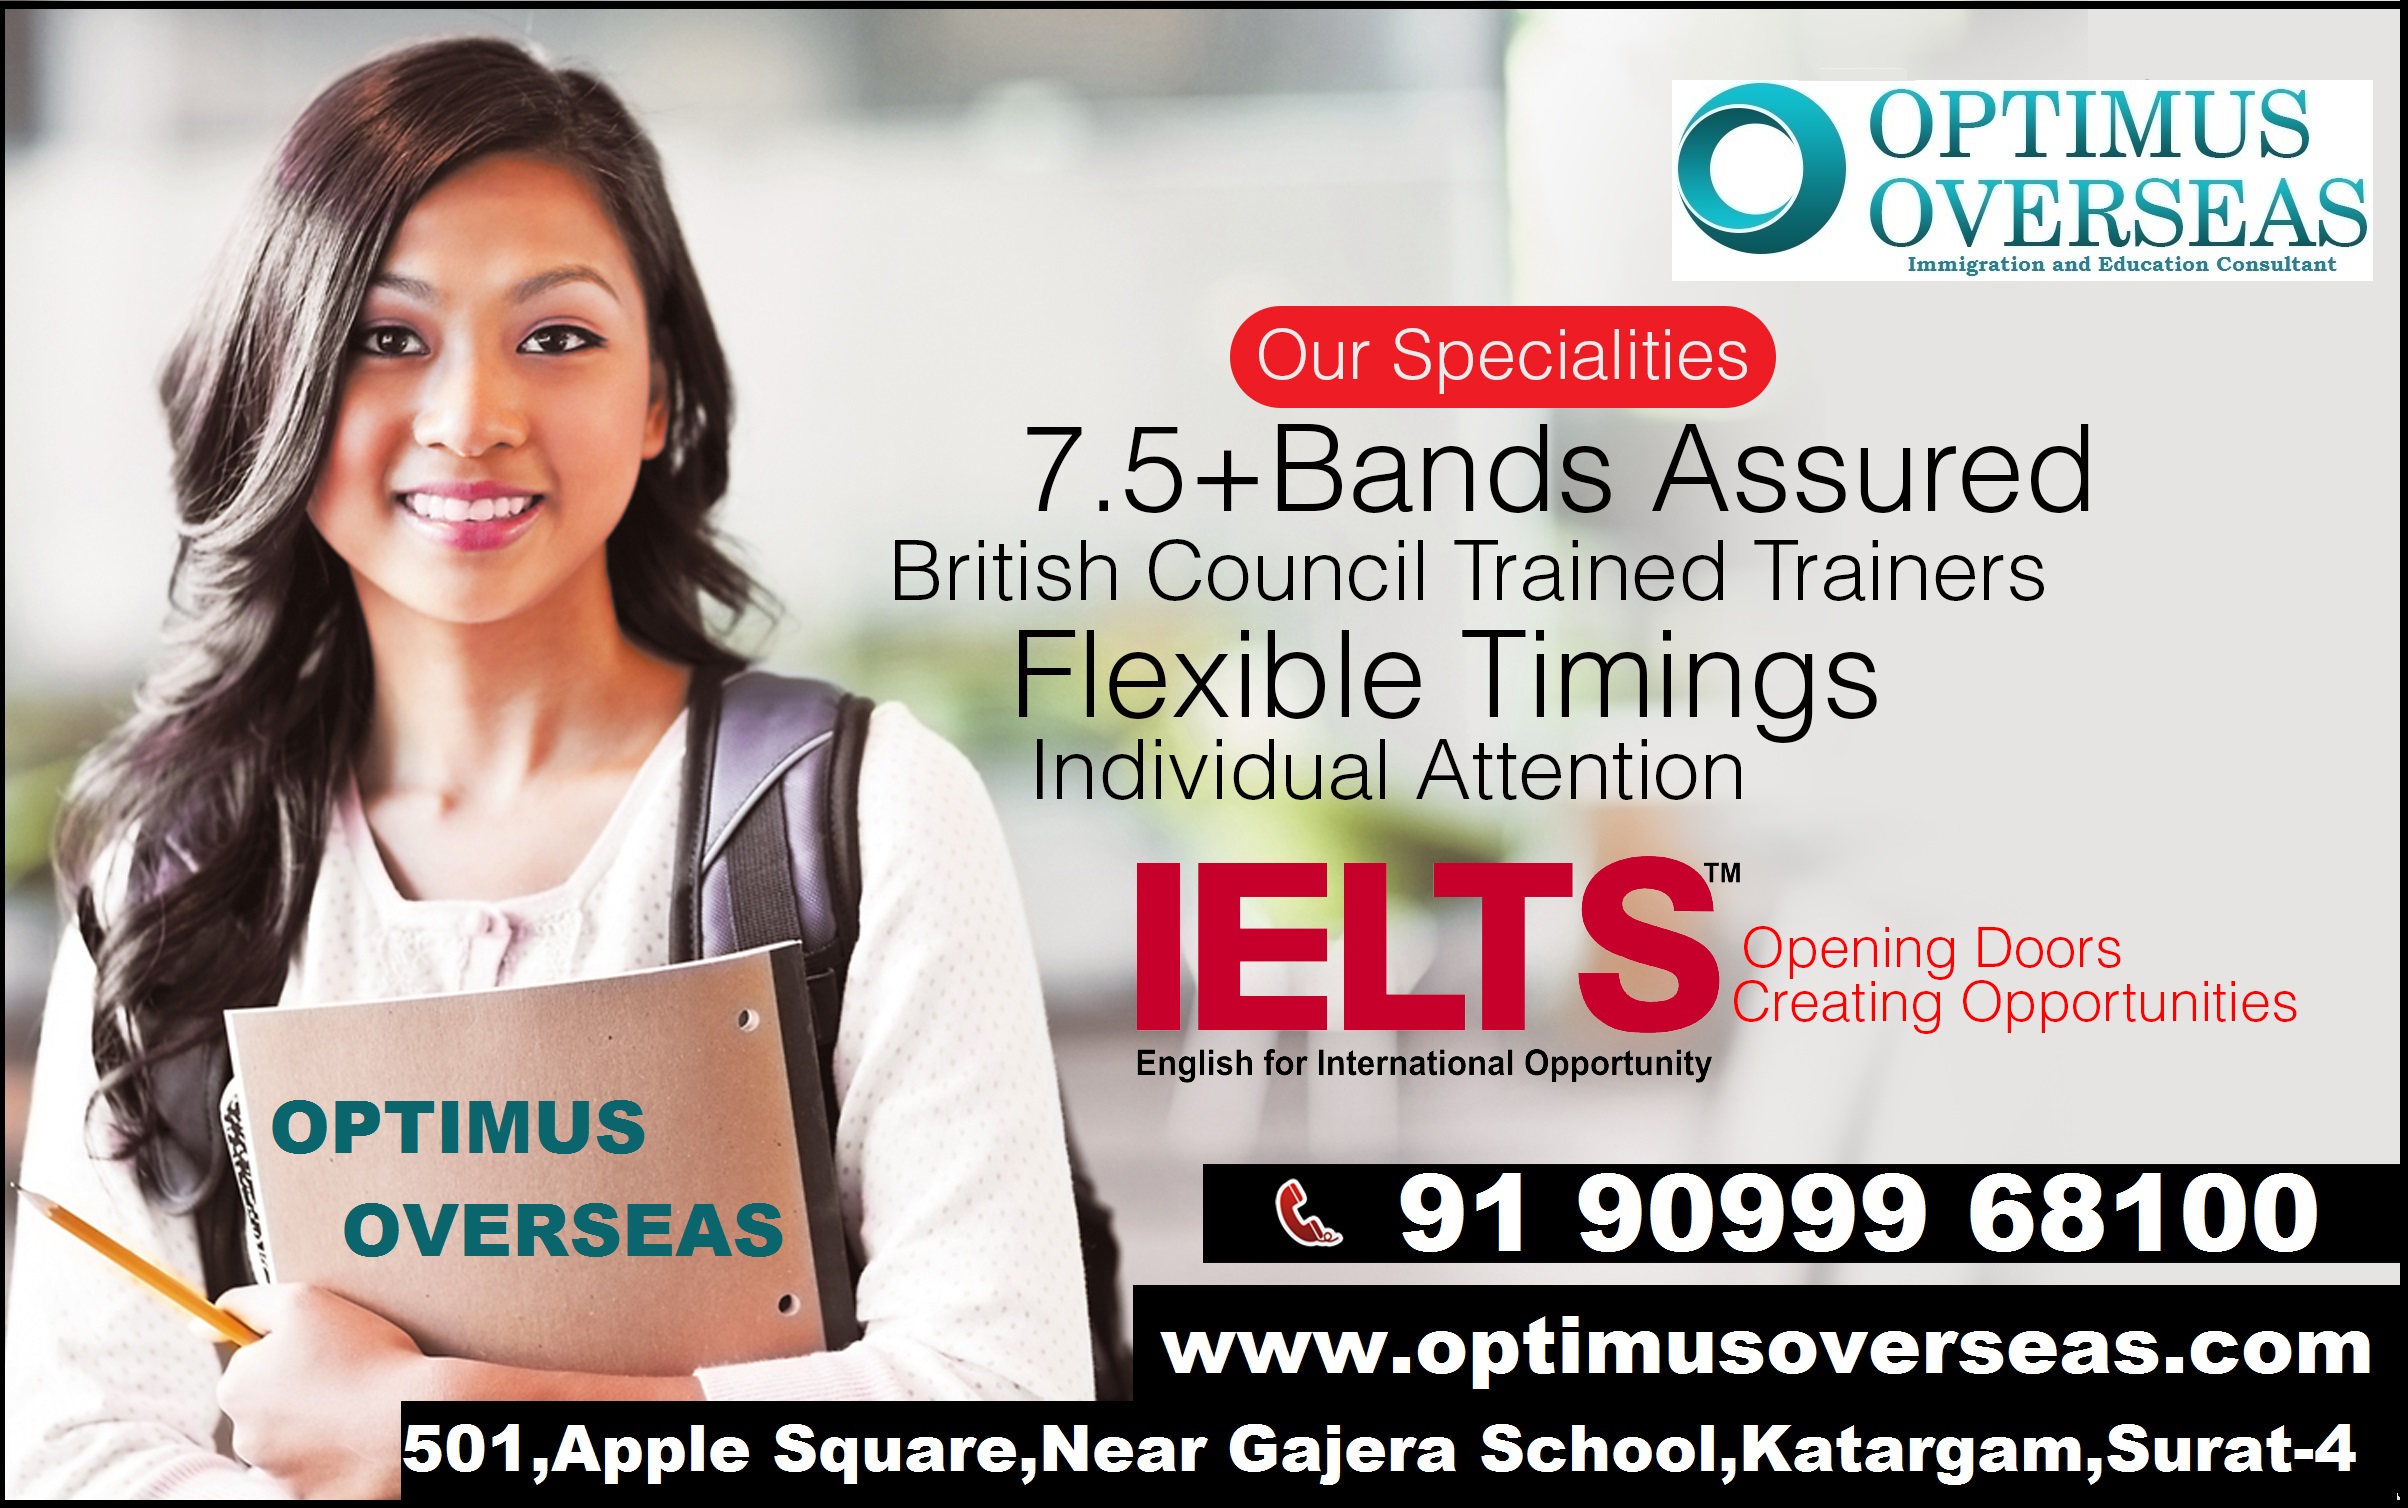 OPTIMUS
OVERSEAS
Immigration and Education Consultant
Our Specialities
7.5+Bands Assured
British Council Trained Trainers
Flexible Timings
Individual Attention
IELTS™
Opening Doors
Creating Opportunities
English for International Opportunity
OPTIMUS
OVERSEAS
91 90999 68100
www.optimusoverseas.com
501,Apple Square,Near Gajera School,Katargam,Surat-4